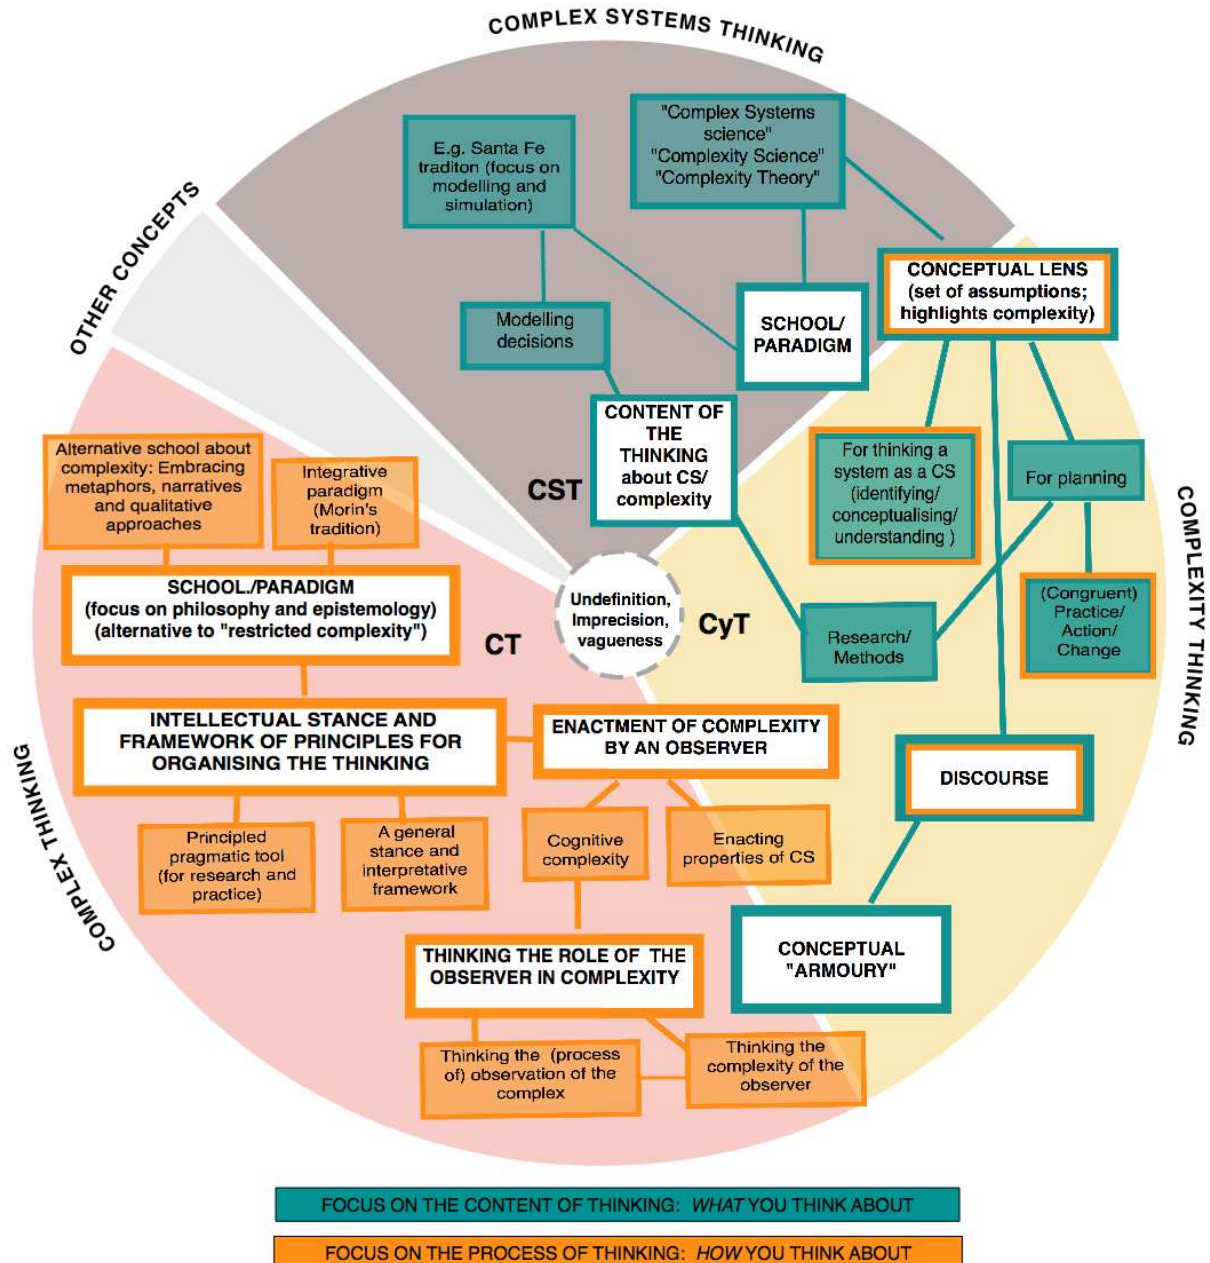 COMPLEX SYSTEMS THINKING
"Complex Systems
science"
"Complexity Science"
"Complexity Theory"
E.g. Santa Fe
traditon (focus on
modelling and
simulation)
OTHER CONCEPTS
CONCEPTUAL LENS
(set of assumptions;
highlights complexity)
Modelling
decisions
SCHOOL/
PARADIGM
CONTENT OF
THE
THINKING
about CS/
complexity
CST
Alternative school about
complexity: Embracing
metaphors, narratives
and qualitative
approaches
Integrative
paradigm
(Morin's
tradition)
For thinking a
system as a CS
(identifying/
conceptualising/
understanding )
For planning
COMPLEXITY THINKING
SCHOOL./PARADIGM
(focus on philosophy and epistemology)
(alternative to "restricted complexity")
Undefinition,
Imprecision,
vagueness
CT
CyT
Research/
Methods
(Congruent)
Practice/
Action/
Change
INTELLECTUAL STANCE AND
FRAMEWORK OF PRINCIPLES FOR
ORGANISING THE THINKING
ENACTMENT OF COMPLEXITY
BY AN OBSERVER
DISCOURSE
COMPLEX THINKING
Principled
pragmatic tool
(for research and
practice)
A general
stance and
interpretative
framework
Cognitive
complexity
Enacting
properties of CS
THINKING THE ROLE OF THE
OBSERVER IN COMPLEXITY
CONCEPTUAL
"ARMOURY"
Thinking the (process
of) observation of the
complex
Thinking the
complexity of the
observer
FOCUS ON THE CONTENT OF THINKING: WHAT YOU THINK ABOUT
FOCUS ON THE PROCESS OF THINKING: HOW YOU THINK ABOUT